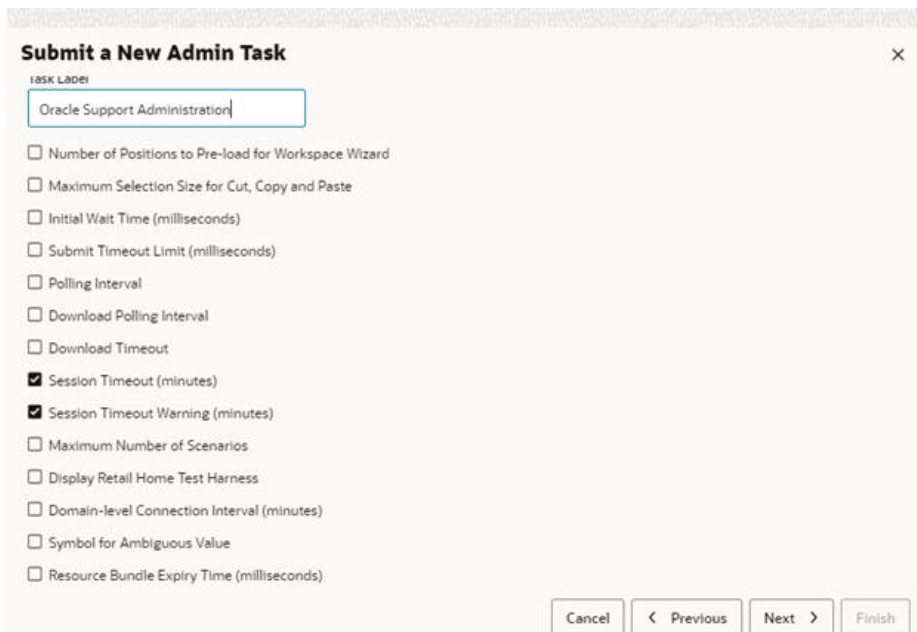 Submit a New Admin Task
Task Label
Oracle Support Administration
Number of Positions to Pre-load for Workspace Wizard
Maximum Selection Size for Cut, Copy and Paste
Initial Wait Time (milliseconds)
Submit Timeout Limit (milliseconds)
Polling Interval
Download Polling Interval
Download Timeout
Session Timeout (minutes)
Session Timeout Warning (minutes)
Maximum Number of Scenarios
Display Retail Home Test Harness
Domain-level Connection Interval (minutes)
Symbol for Ambiguous Value
Resource Bundle Expiry Time (milliseconds)
Cancel Previous Next Finish